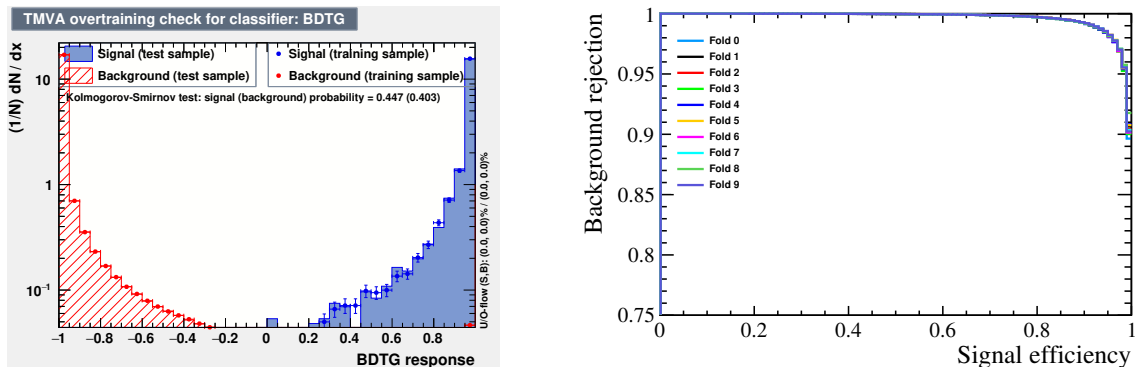 TMVA overtraining check for classifier: BDTG
(1/N) dN / dx
Signal (test sample)
Background (test sample)
Signal (training sample)
Background (training sample)
Kolmogorov-Smirnov test: signal (background) probability = 0.447 (0.403)
10
1
10⁻¹
U/O-flow (S,B): (0.0, 0.0)% / (0.0, 0.0)%
−1 −0.8 −0.6 −0.4 −0.2 0 0.2 0.4 0.6 0.8
BDTG response
Background rejection
1
0.95
0.9
0.85
0.8
0.75
Fold 0
Fold 1
Fold 2
Fold 3
Fold 4
Fold 5
Fold 6
Fold 7
Fold 8
Fold 9
0 0.2 0.4 0.6 0.8 1
Signal efficiency